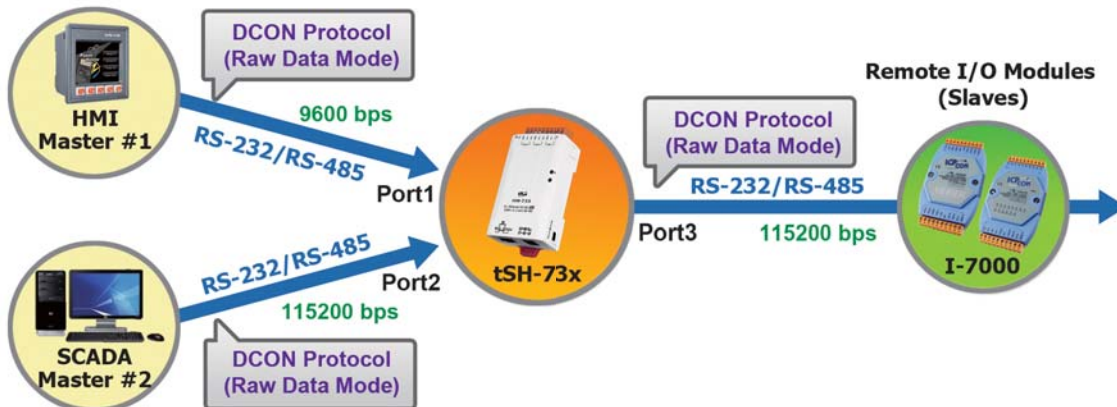 DCON Protocol
(Raw Data Mode)
9600 bps
RS-232/RS-485
HMI
Master #1
Port1
RS-232/RS-485
Port2
115200 bps
SCADA
Master #2
DCON Protocol
(Raw Data Mode)
tSH-73x
DCON Protocol
(Raw Data Mode)
RS-232/RS-485
Port3
115200 bps
Remote I/O Modules
(Slaves)
I-7000